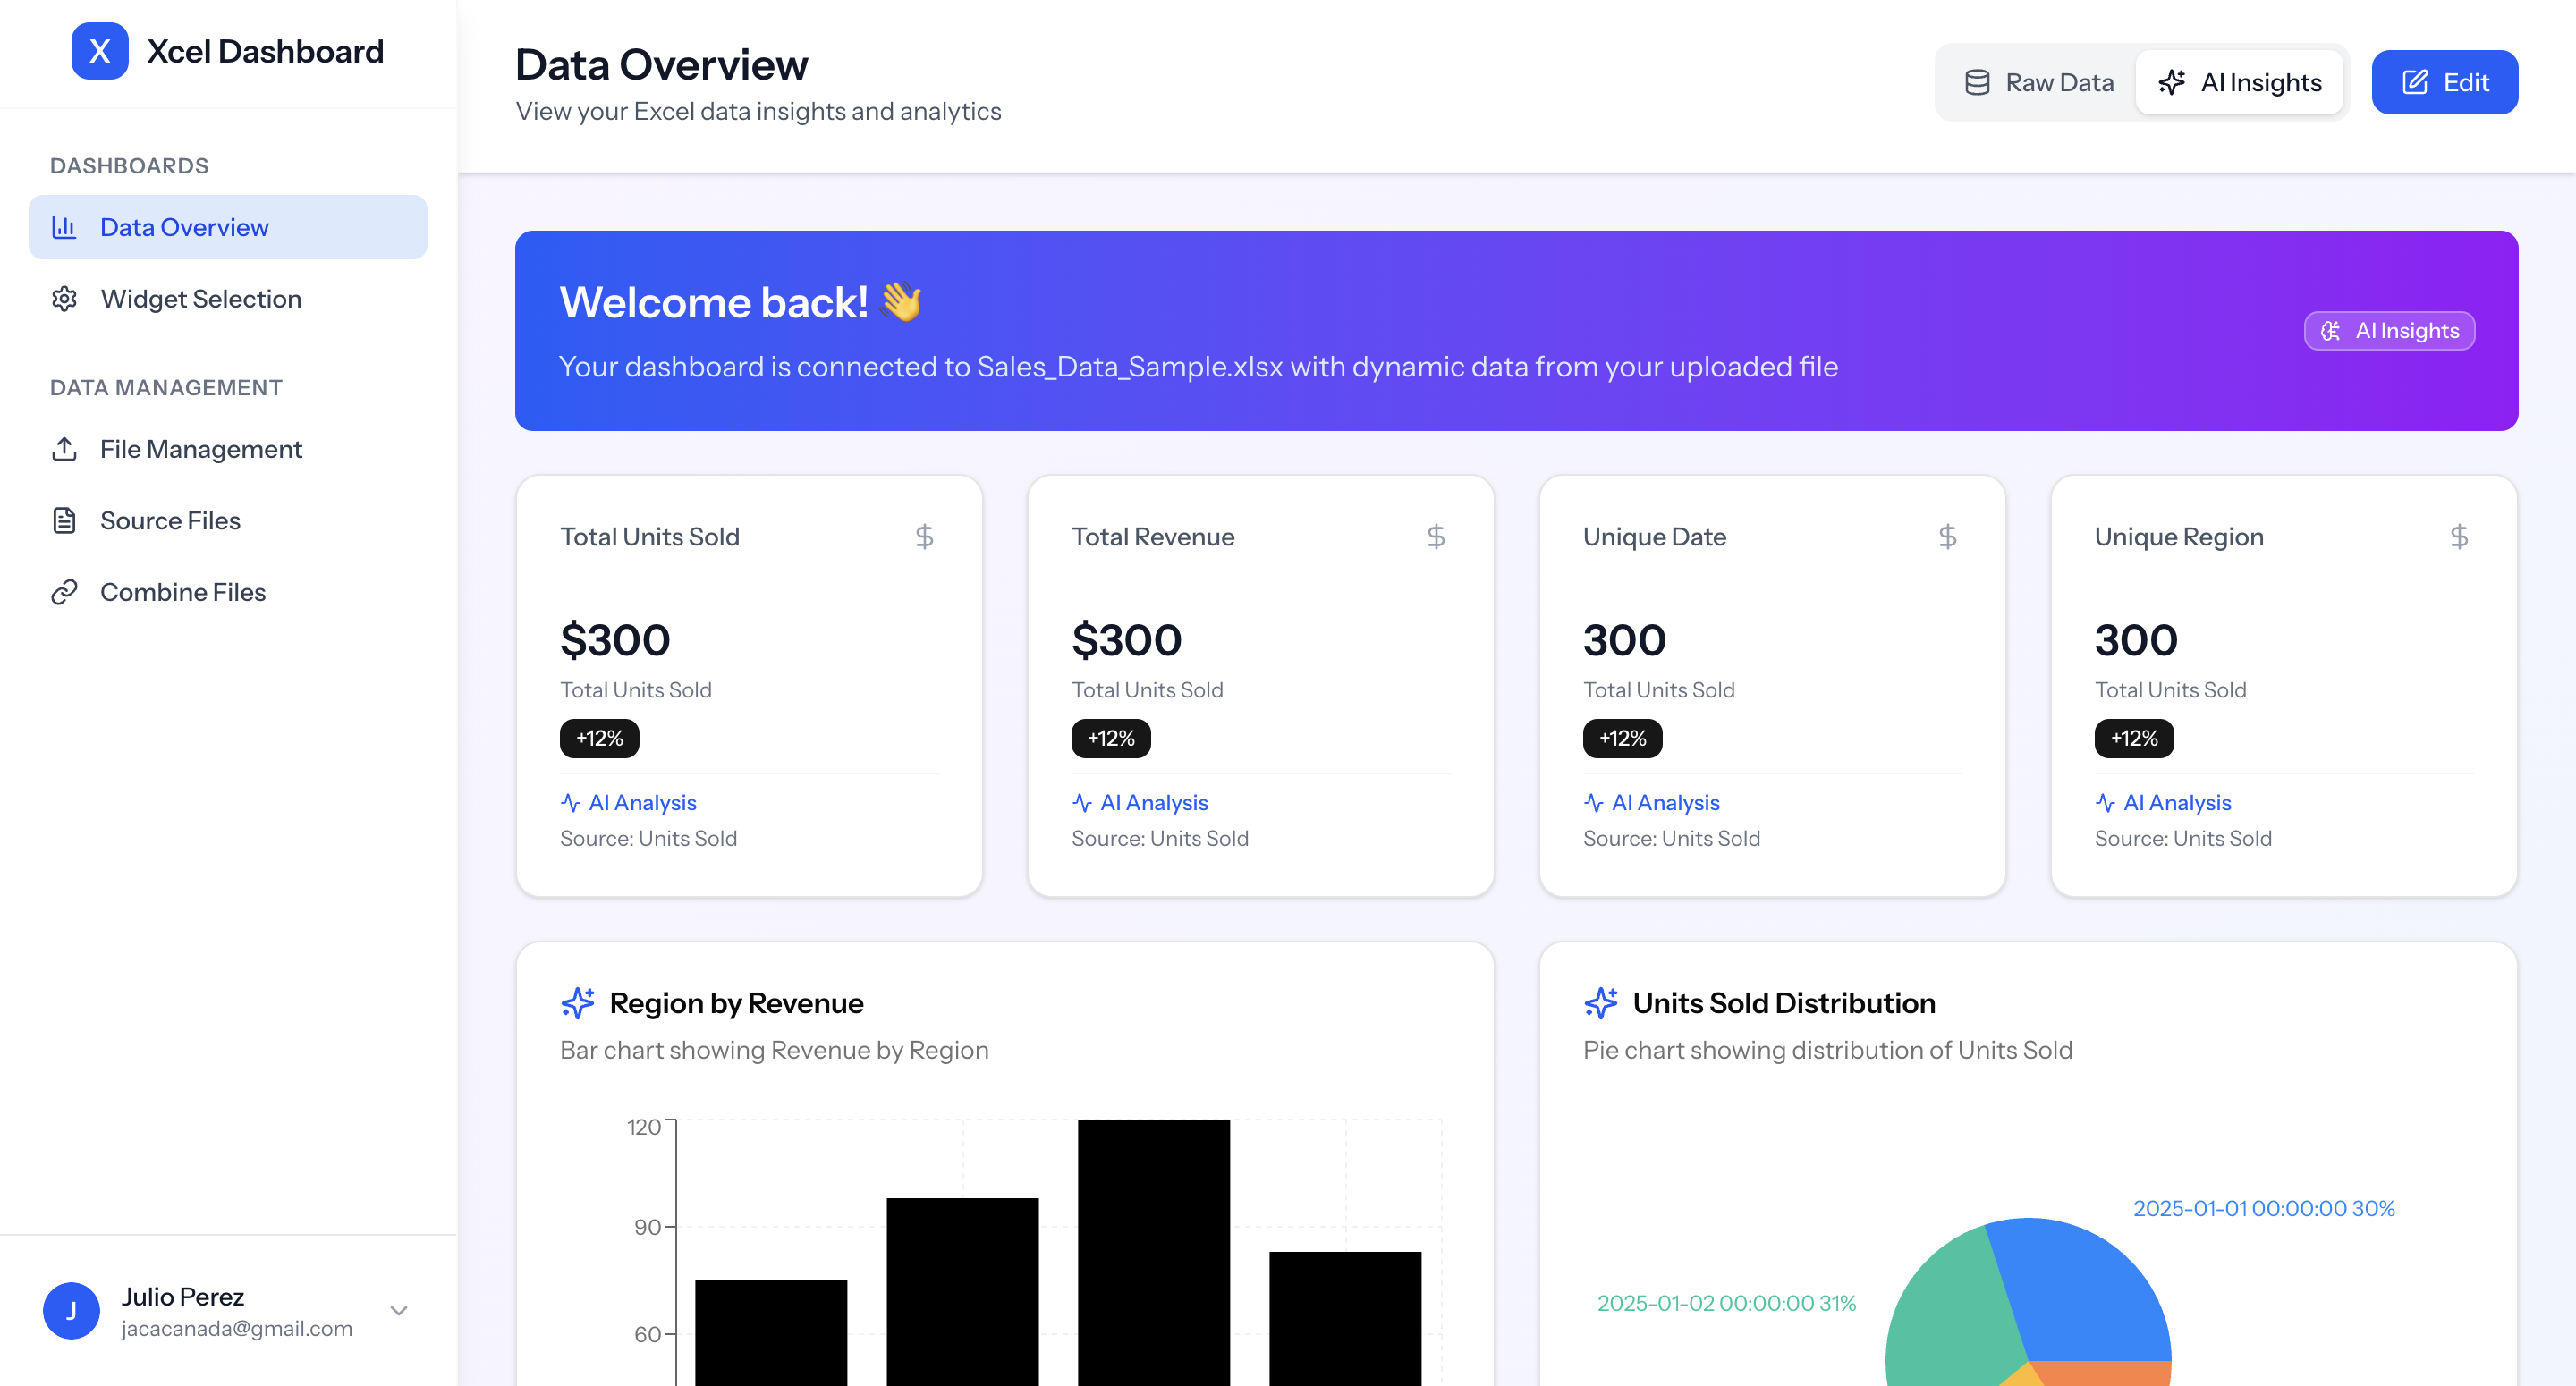 X Xcel Dashboard
DASHBOARDS
Data Overview
Widget Selection
DATA MANAGEMENT
File Management
Source Files
Combine Files
J
Julio Perez
jacacanada@gmail.com
Data Overview
View your Excel data insights and analytics
Raw Data
AI Insights
Edit
Welcome back! 👋
Your dashboard is connected to Sales_Data_Sample.xlsx with dynamic data from your uploaded file
AI Insights
Total Units Sold $
$300
Total Units Sold
+12%
AI Analysis
Source: Units Sold
Total Revenue $
$300
Total Units Sold
+12%
AI Analysis
Source: Units Sold
Unique Date $
300
Total Units Sold
+12%
AI Analysis
Source: Units Sold
Unique Region $
300
Total Units Sold
+12%
AI Analysis
Source: Units Sold
Region by Revenue
Bar chart showing Revenue by Region
120
90
60
Units Sold Distribution
Pie chart showing distribution of Units Sold
2025-01-01 00:00:00 30%
2025-01-02 00:00:00 31%